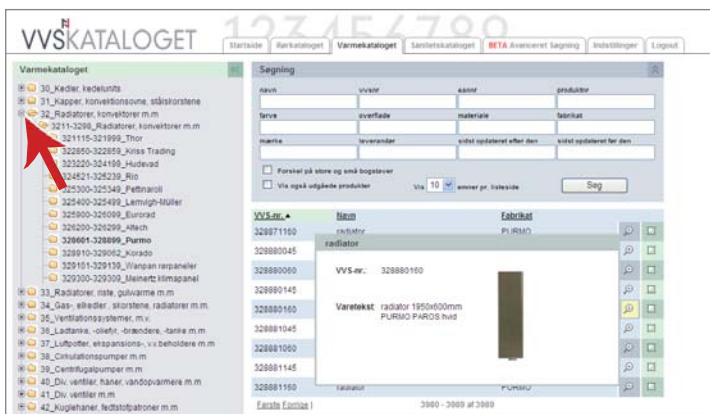 VVSKATALOGET
123456789
Startside Rørkataloget Varmekataloget Sanitetskataloget BETA Avanceret Søgning Indstillinger Logout
Varmekataloget
30_Kedler, kedelunits
31_Kapper, konvektionsovne, stålskorstene
32_Radiatorer, konvektorer m.m
3211-3298_Radiatorer, konvektorer m.m
321115-321999_Thor
322850-322859_Kriss Trading
323220-324199_Hudevad
324521-325239_Rio
325300-325349_Pettinaroli
325400-325499_Lemvigh-Müller
325900-326099_Eurorad
326200-326299_Altech
328601-328899_Purmo
328910-329062_Korado
329101-329139_Wanpan rørpaneler
329300-329309_Meinertz klimapanel
33_Radiatorer, riste, gulvarme m.m
34_Gas-, elkedler , skorstene, radiatorer m.m.
35_Ventilationssystemer, m.v.
36_Ladtanke, -oliefyr, -brændere, -tanke m.m
37_Luftpotter, ekspansions-, v.v.beholdere m.m
38_Cirkulationspumper m.m
39_Centrifugalpumper m.m
40_Div. ventiler, haner, vandopvarmere m.m
41_Div. ventiler m.m
42_Kuglehaner, fedtstofpatroner m.m
Søgning
navn vvsnr eannr produktnr
farve overflade materiale fabrikat
mærke leverandør sidst opdateret efter den sidst opdateret før den
Forskel på store og små bogstaver
Vis også udgåede produkter Vis 10 emner pr. listeside Søg
VVS-nr. Navn Fabrikat
328871160 radiator PURMO
328880045
328880060
328880145
328880160
328881045
328881060
328881145
328881160 radiator PURMO
radiator
VVS-nr.: 328880160
Varetekst: radiator 1950x600mm
PURMO PAROS hvid
Første Forrige | 3980 - 3989 af 3989